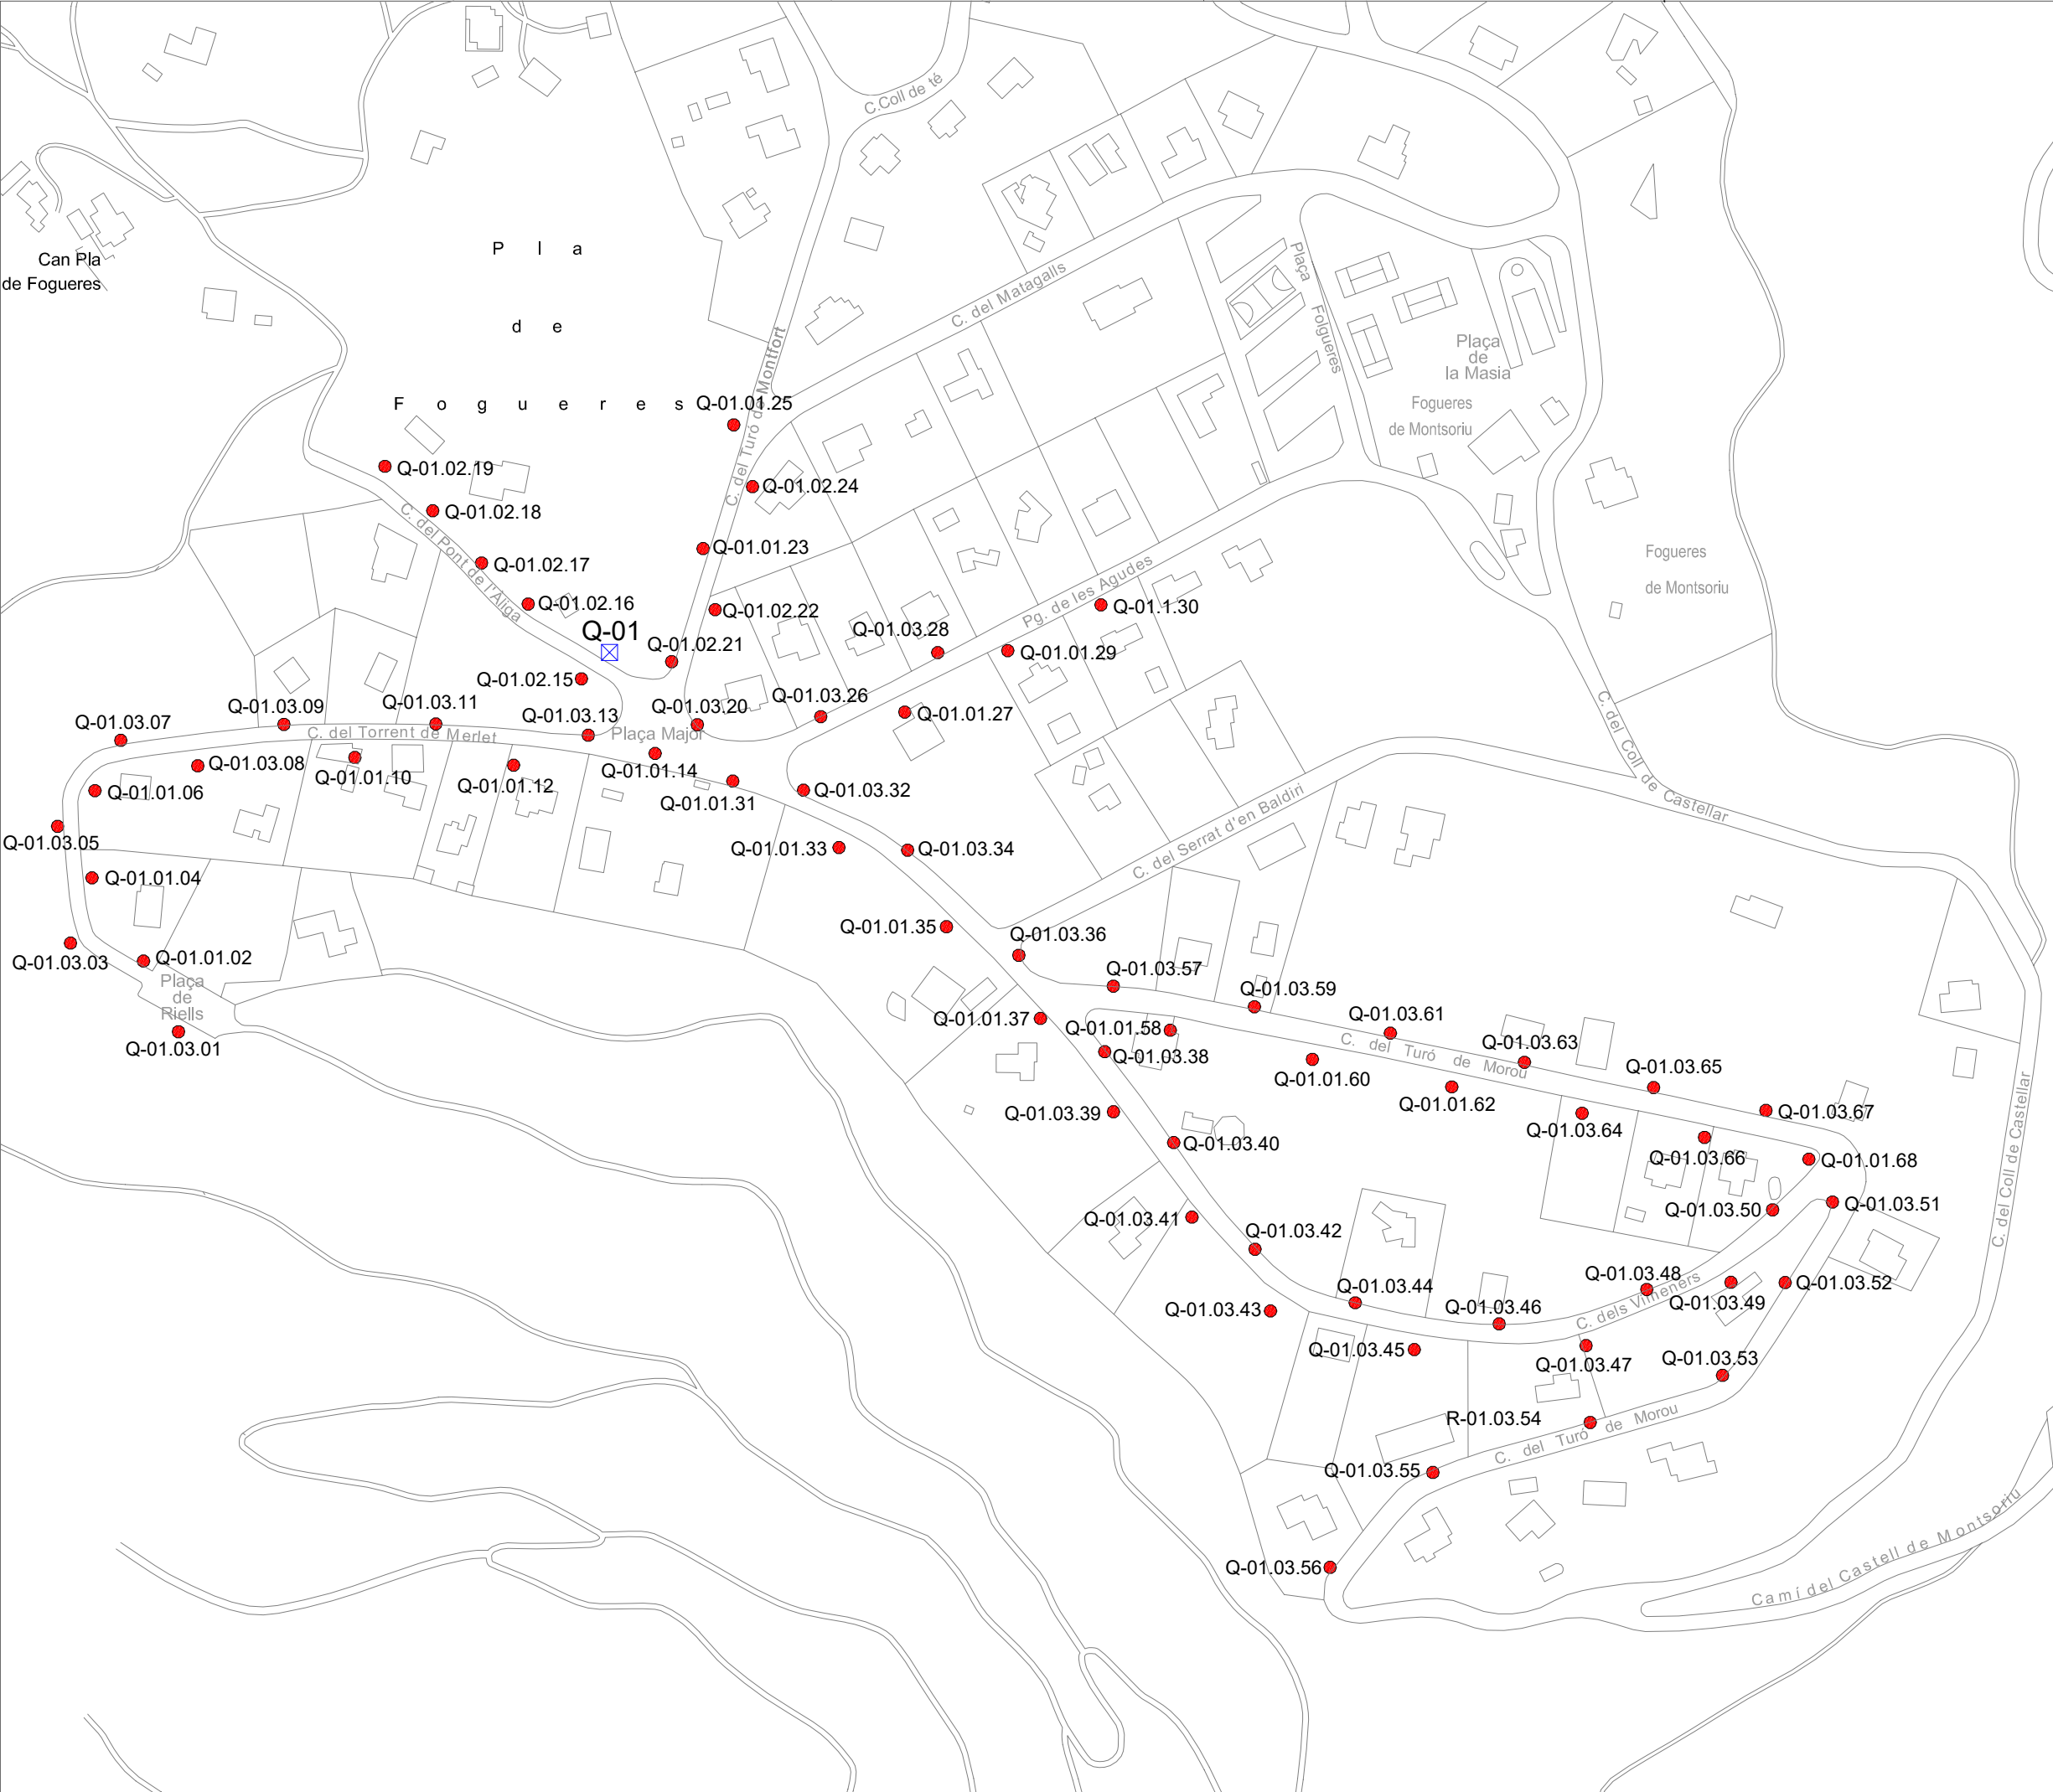 C.Coll de té
P l a
Can Pla
de Fogueres
d e
F o g u e r e s
C. del Matagalls
Plaça Folgueres
Plaça
de
la Masia
Fogueres
de Montsoriu
C. del Turó de Montfort
Q-01.01.25
Q-01.02.19
Q-01.02.24
Q-01.02.18
C. del Pont de l'Aliga
Q-01.01.23
Q-01.02.17
Fogueres
de Montsoriu
Q-01.02.16
Q-01.02.22
Pg. de les Agudes
Q-01.1.30
Q-01
Q-01.03.28
Q-01.02.21
Q-01.01.29
Q-01.02.15
Q-01.03.26
Q-01.03.11
Q-01.03.09
Q-01.03.20
Q-01.03.13
Q-01.01.27
Q-01.03.07
C. del Torrent de Merlet
Plaça Major
C. del Coll de Castellar
Q-01.03.08
Q-01.01.14
Q-01.01.10
Q-01.01.12
Q-01.01.06
Q-01.03.32
Q-01.01.31
C. del Serrat d'en Baldiri
Q-01.03.05
Q-01.01.33
Q-01.03.34
Q-01.01.04
Q-01.01.35
Q-01.03.36
Q-01.01.02
Q-01.03.03
Q-01.03.57
Plaça
de
Riells
Q-01.03.59
Q-01.03.61
Q-01.01.37
Q-01.01.58
C. del Turó de Morou
Q-01.03.63
Q-01.03.01
Q-01.03.38
Q-01.03.65
Q-01.01.60
Q-01.01.62
Q-01.03.39
Q-01.03.67
Q-01.03.64
Q-01.03.40
Q-01.03.66
Q-01.01.68
C. del Coll de Castellar
Q-01.03.51
Q-01.03.50
Q-01.03.41
Q-01.03.42
Q-01.03.48
Q-01.03.52
Q-01.03.44
Q-01.03.49
C. dels Vimeners
Q-01.03.46
Q-01.03.43
Q-01.03.45
Q-01.03.53
Q-01.03.47
R-01.03.54
C. del Turó de Morou
Q-01.03.55
Camí del Castell de Montsoriu
Q-01.03.56